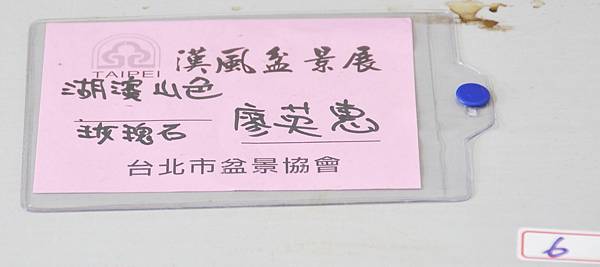 TAIPEI 漢風盆景展
湖濱山色
玫瑰石 廖英惠
台北市盆景協會
6